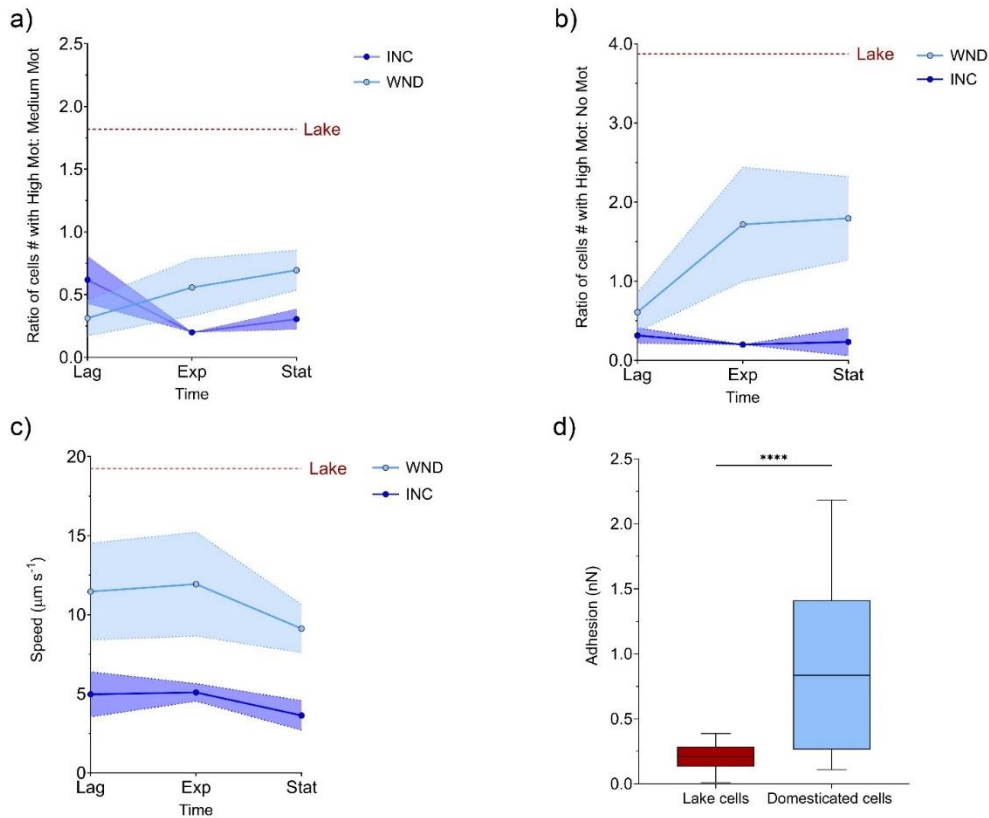 a)
Ratio of cells # with High Mot: Medium Mot
2.5
2.0
1.5
1.0
0.5
0.0
Lake
INC
WND
Lag Exp Stat
Time
b)
Ratio of cells # with High Mot: No Mot
4.0
3.0
2.0
1.0
0.0
Lake
WND
INC
Lag Exp Stat
Time
c)
Speed (μm s⁻¹)
20
15
10
5
0
Lake
WND
INC
Lag Exp Stat
Time
d)
Adhesion (nN)
2.5
2.0
1.5
1.0
0.5
0.0
****
Lake cells Domesticated cells